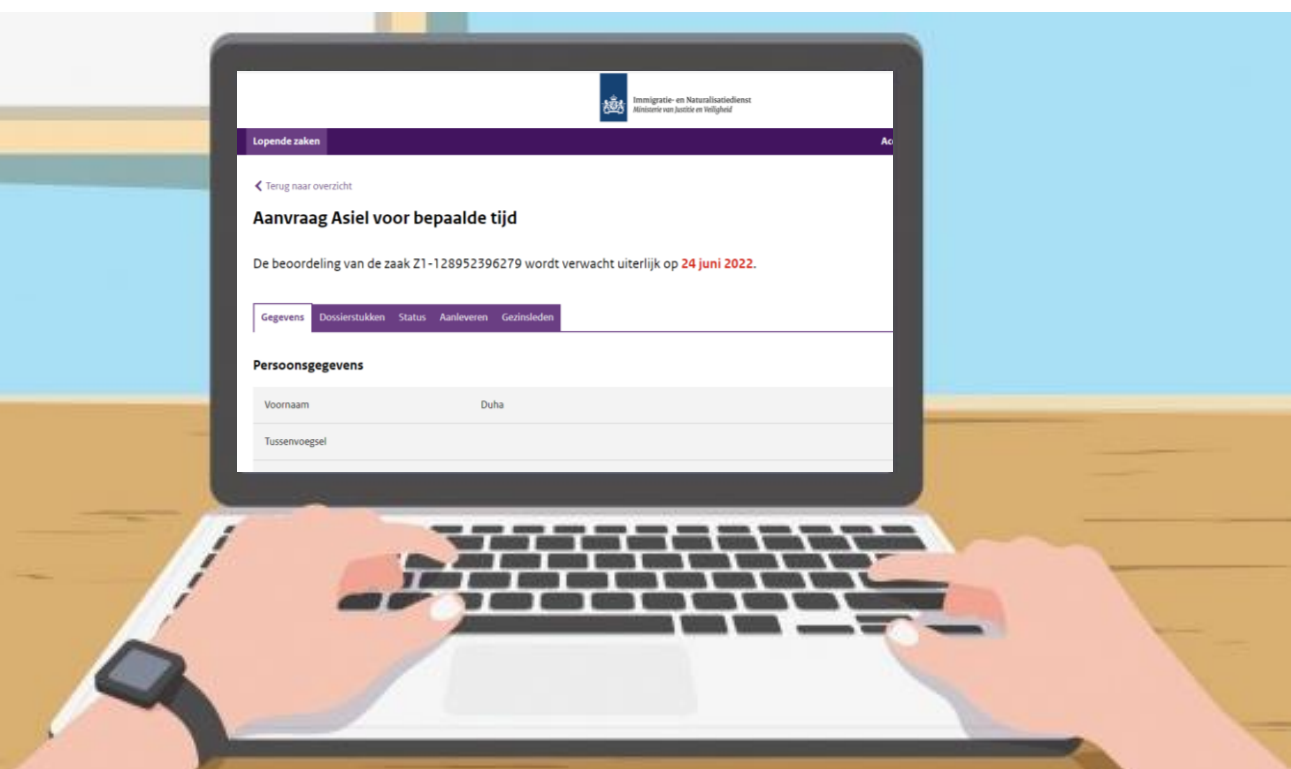 Immigratie- en Naturalisatiedienst
Ministerie van Justitie en Veiligheid
Lopende zaken
Terug naar overzicht
Aanvraag Asiel voor bepaalde tijd
De beoordeling van de zaak Z1-128952396279 wordt verwacht uiterlijk op 24 juni 2022.
Gegevens Dossierstukken Status Aanleveren Gezinsleden
Persoonsgegevens
Voornaam Duha
Tussenvoegsel